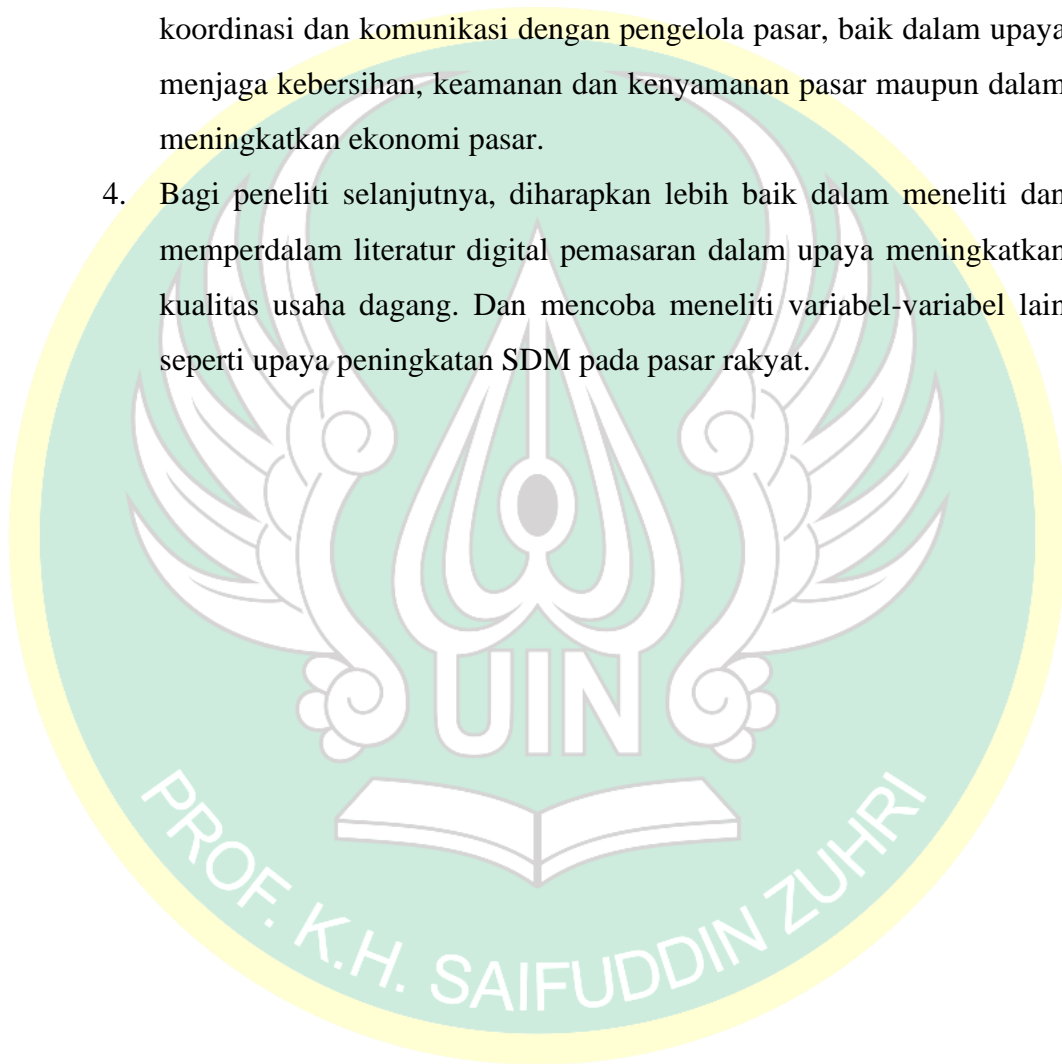 koordinasi dan komunikasi dengan pengelola pasar, baik dalam upaya
menjaga kebersihan, keamanan dan kenyamanan pasar maupun dalam
meningkatkan ekonomi pasar.
4. Bagi peneliti selanjutnya, diharapkan lebih baik dalam meneliti dan
memperdalam literatur digital pemasaran dalam upaya meningkatkan
kualitas usaha dagang. Dan mencoba meneliti variabel-variabel lain
seperti upaya peningkatan SDM pada pasar rakyat.
UIN
PROF. K.H. SAIFUDDIN ZUHRI